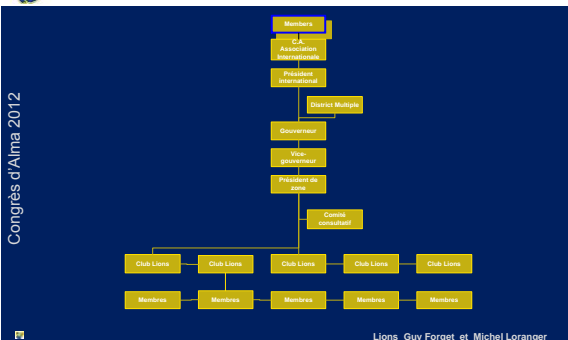 Members
C.A.
Association
Internationale
Président
international
District Multiple
Gouverneur
Vice-
gouverneur
Président de
zone
Comité
consultatif
Club Lions
Club Lions
Club Lions
Club Lions
Club Lions
Membres
Membres
Membres
Membres
Membres
Congrès d'Alma 2012
Lions Guy Forget et Michel Loranger